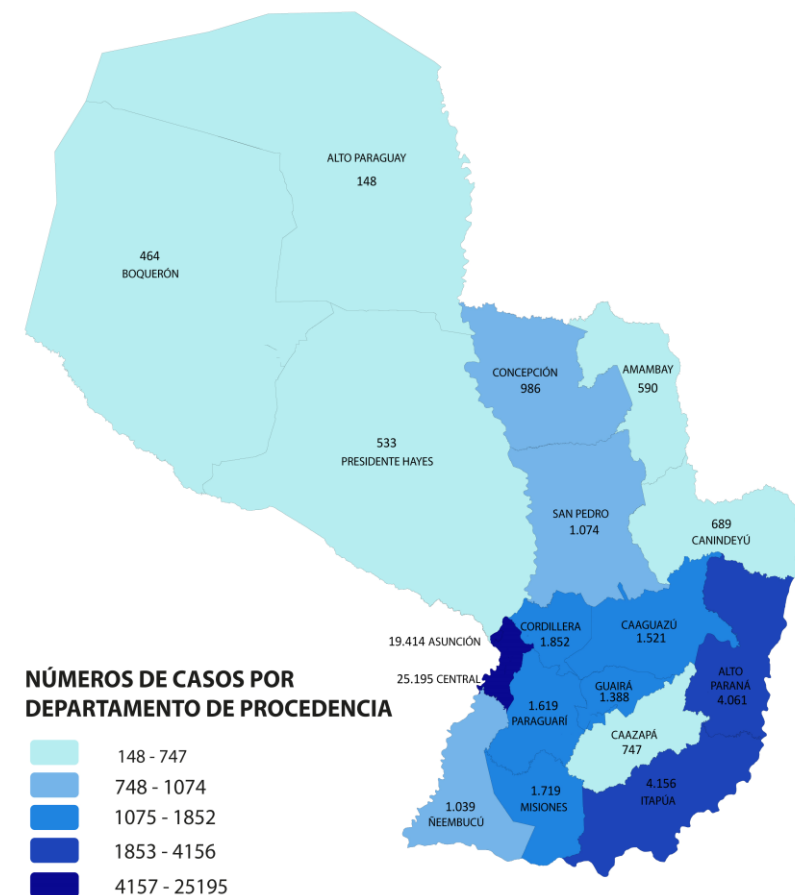 ALTO PARAGUAY
148
464
BOQUERÓN
CONCEPCIÓN
986
AMAMBAY
590
533
PRESIDENTE HAYES
SAN PEDRO
1.074
689
CANINDEYÚ
19.414 ASUNCIÓN
CORDILLERA
1.852
CAAGUAZÚ
1.521
25.195 CENTRAL
GUAIRÁ
1.388
ALTO
PARANÁ
4.061
1.619
PARAGUARÍ
CAAZAPÁ
747
4.156
ITAPÚA
1.719
MISIONES
1.039
ÑEEMBUCÚ
NÚMEROS DE CASOS POR
DEPARTAMENTO DE PROCEDENCIA
148 - 747
748 - 1074
1075 - 1852
1853 - 4156
4157 - 25195